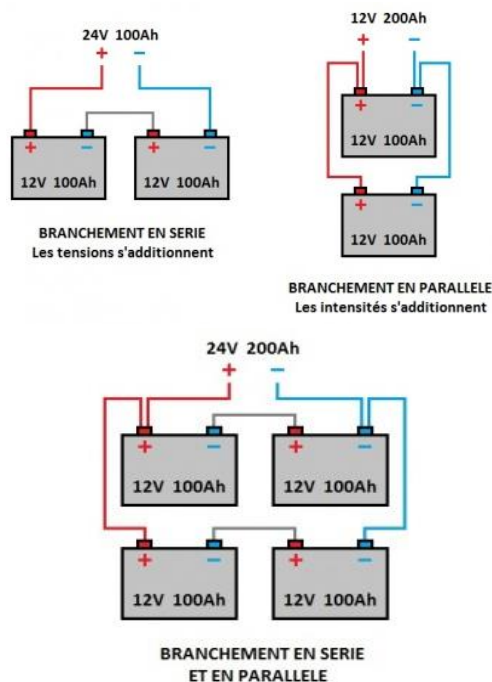 24V 100Ah
+ −
+ − + −
12V 100Ah 12V 100Ah
BRANCHEMENT EN SERIE
Les tensions s'additionnent
12V 200Ah
+ −
+ −
12V 100Ah
+ −
12V 100Ah
BRANCHEMENT EN PARALLELE
Les intensités s'additionnent
24V 200Ah
+ −
+ − + −
12V 100Ah 12V 100Ah
+ − + −
12V 100Ah 12V 100Ah
BRANCHEMENT EN SERIE
ET EN PARALLELE